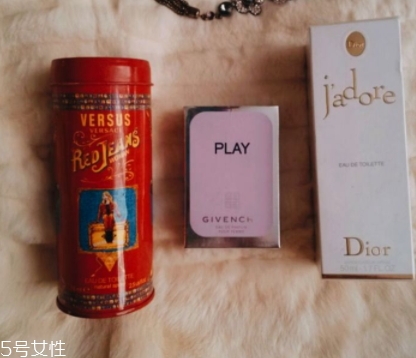 VERSUS
VERSACE
RED JEANS
PLAY
GIVENCHY
j'adore
EAU DE TOILETTE
Dior
5号女性